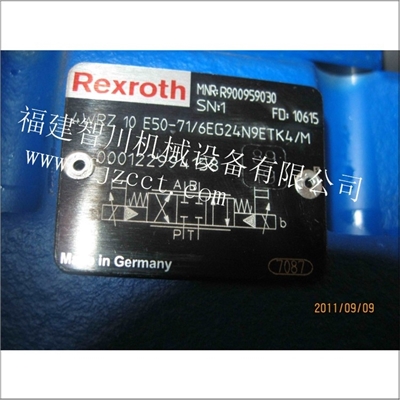 Rexroth
MNR:R900959030
SN:1
FD: 10615
RZ 10 E50-71/6EG24N9ETK4/M
福建智川机械设备有限公司
www.Jzcct.com
A B
a
b
P T
Made in Germany
7087
2011/09/09